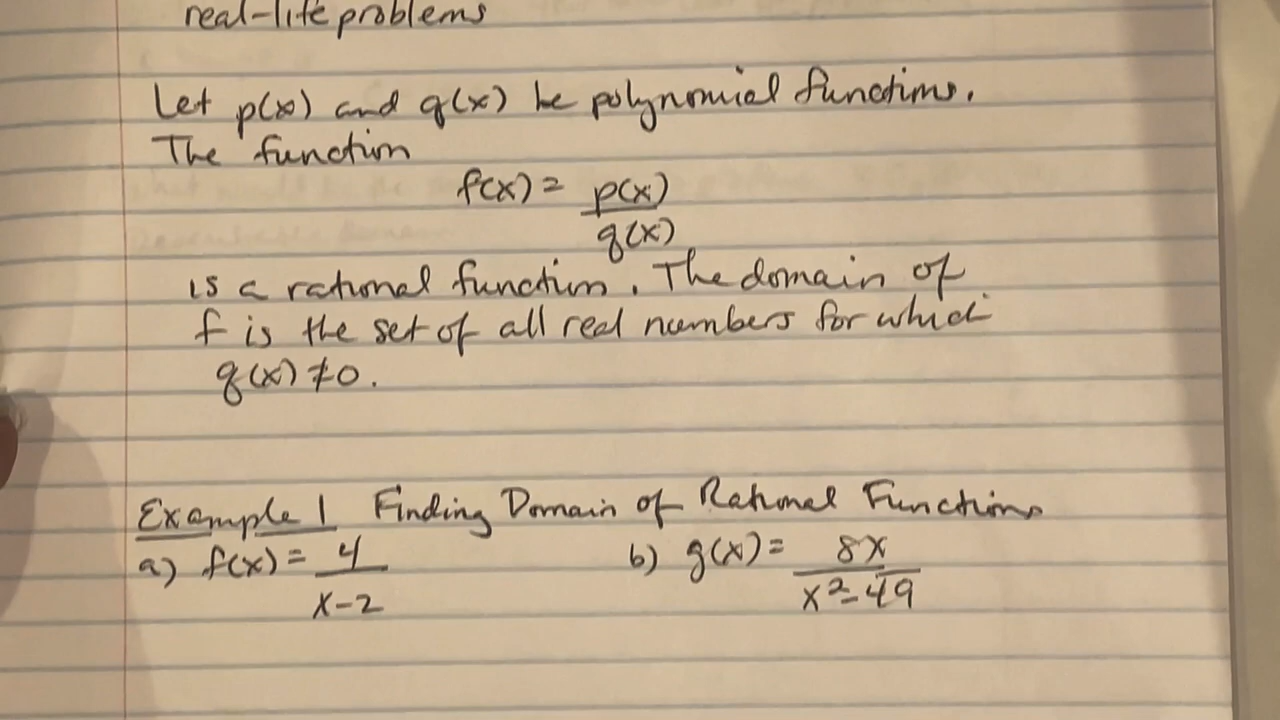 real-life problems
Let p(x) and q(x) be polynomial functions.
The function
f(x) = p(x)
q(x)
is a rational function. The domain of
f is the set of all real numbers for which
q(x) ≠ 0.
Example 1 Finding Domain of Rational Functions
a) f(x) = 4 b) g(x) = 8x
x-2 x²-49